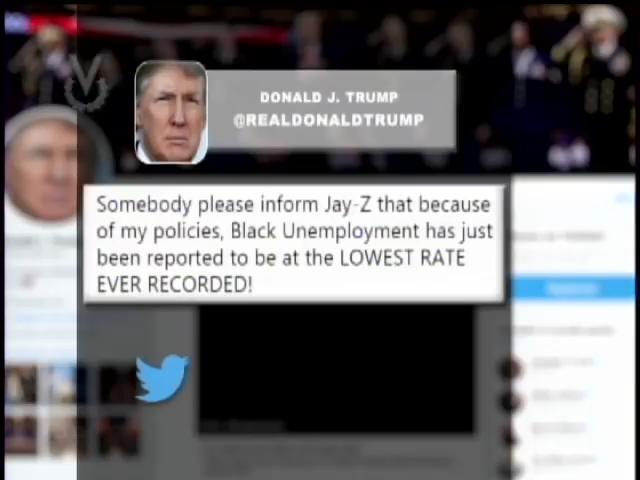 DONALD J. TRUMP
@REALDONALDTRUMP
Somebody please inform Jay-Z that because
of my policies, Black Unemployment has just
been reported to be at the LOWEST RATE
EVER RECORDED!